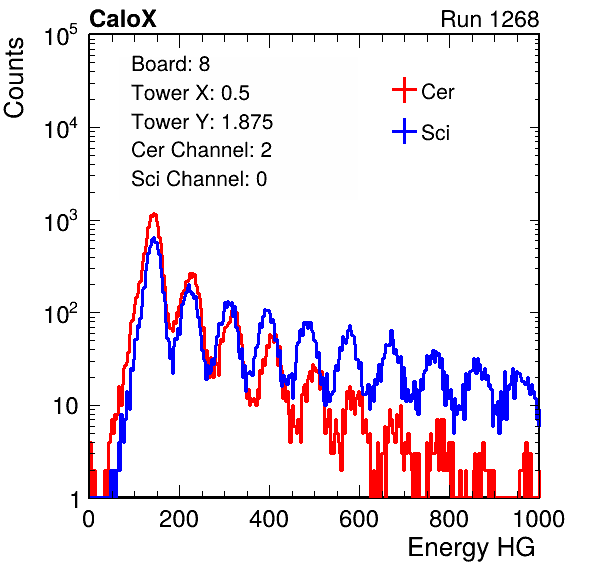 CaloX Run 1268
Counts
10^5
10^4
10^3
10^2
10
1
Board: 8
Tower X: 0.5
Tower Y: 1.875
Cer Channel: 2
Sci Channel: 0
Cer
Sci
0 200 400 600 800 1000
Energy HG